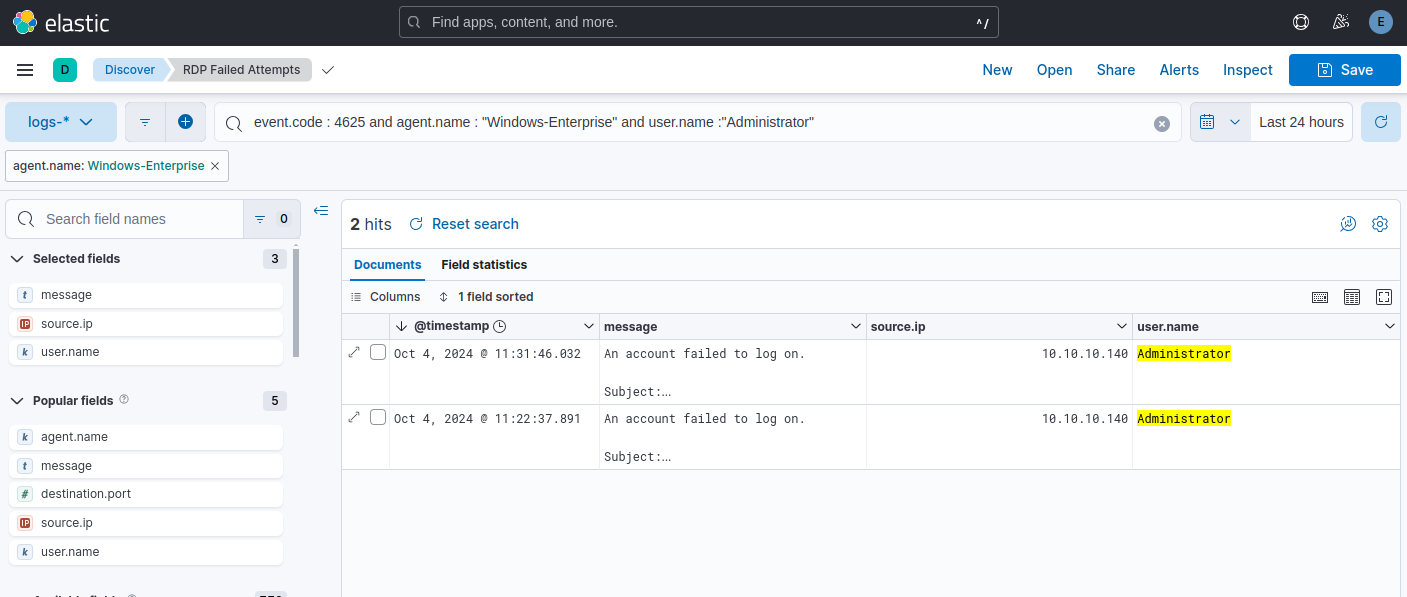 elastic
Find apps, content, and more.
^/
E
D
Discover
RDP Failed Attempts
New
Open
Share
Alerts
Inspect
Save
logs-*
event.code : 4625 and agent.name : "Windows-Enterprise" and user.name :"Administrator"
Last 24 hours
agent.name: Windows-Enterprise
Search field names
0
2 hits
Reset search
Selected fields
3
t message
IP source.ip
k user.name
Popular fields
5
k agent.name
t message
# destination.port
IP source.ip
k user.name
Documents
Field statistics
Columns
1 field sorted
@timestamp
message
source.ip
user.name
Oct 4, 2024 @ 11:31:46.032
An account failed to log on.
Subject:…
10.10.10.140
Administrator
Oct 4, 2024 @ 11:22:37.891
An account failed to log on.
Subject:…
10.10.10.140
Administrator